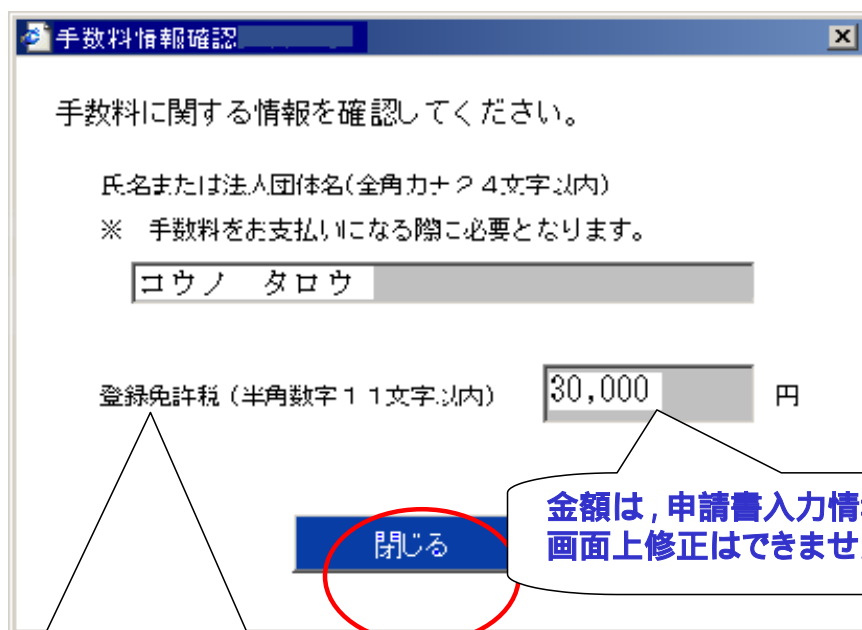 手数料情報確認
手数料に関する情報を確認してください。
氏名または法人団体名(全角カナ24文字以内)
※ 手数料をお支払いになる際に必要となります。
コウノ タロウ
登録免許税(半角数字11文字以内)
30,000
円
金額は,申請書入力情
画面上修正はできませ
閉じる